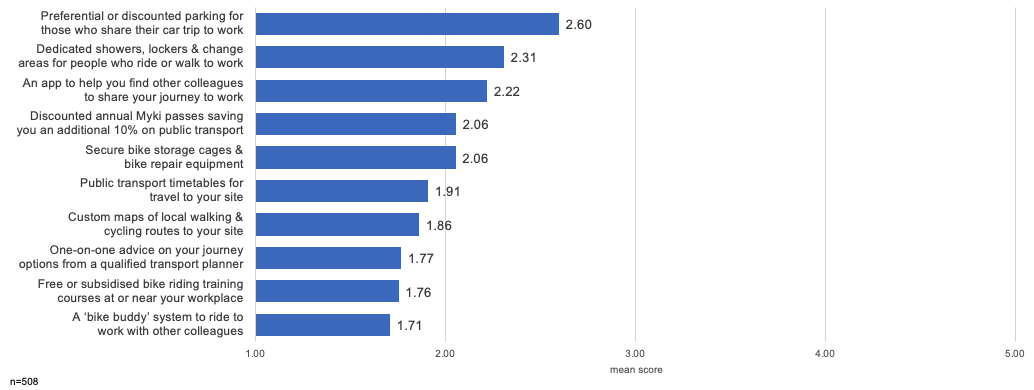 Preferential or discounted parking for
those who share their car trip to work
2.60
Dedicated showers, lockers & change
areas for people who ride or walk to work
2.31
An app to help you find other colleagues
to share your journey to work
2.22
Discounted annual Myki passes saving
you an additional 10% on public transport
2.06
Secure bike storage cages &
bike repair equipment
2.06
Public transport timetables for
travel to your site
1.91
Custom maps of local walking &
cycling routes to your site
1.86
One-on-one advice on your journey
options from a qualified transport planner
1.77
Free or subsidised bike riding training
courses at or near your workplace
1.76
A ‘bike buddy’ system to ride to
work with other colleagues
1.71
1.00 2.00 3.00 4.00 5.00
mean score
n=508